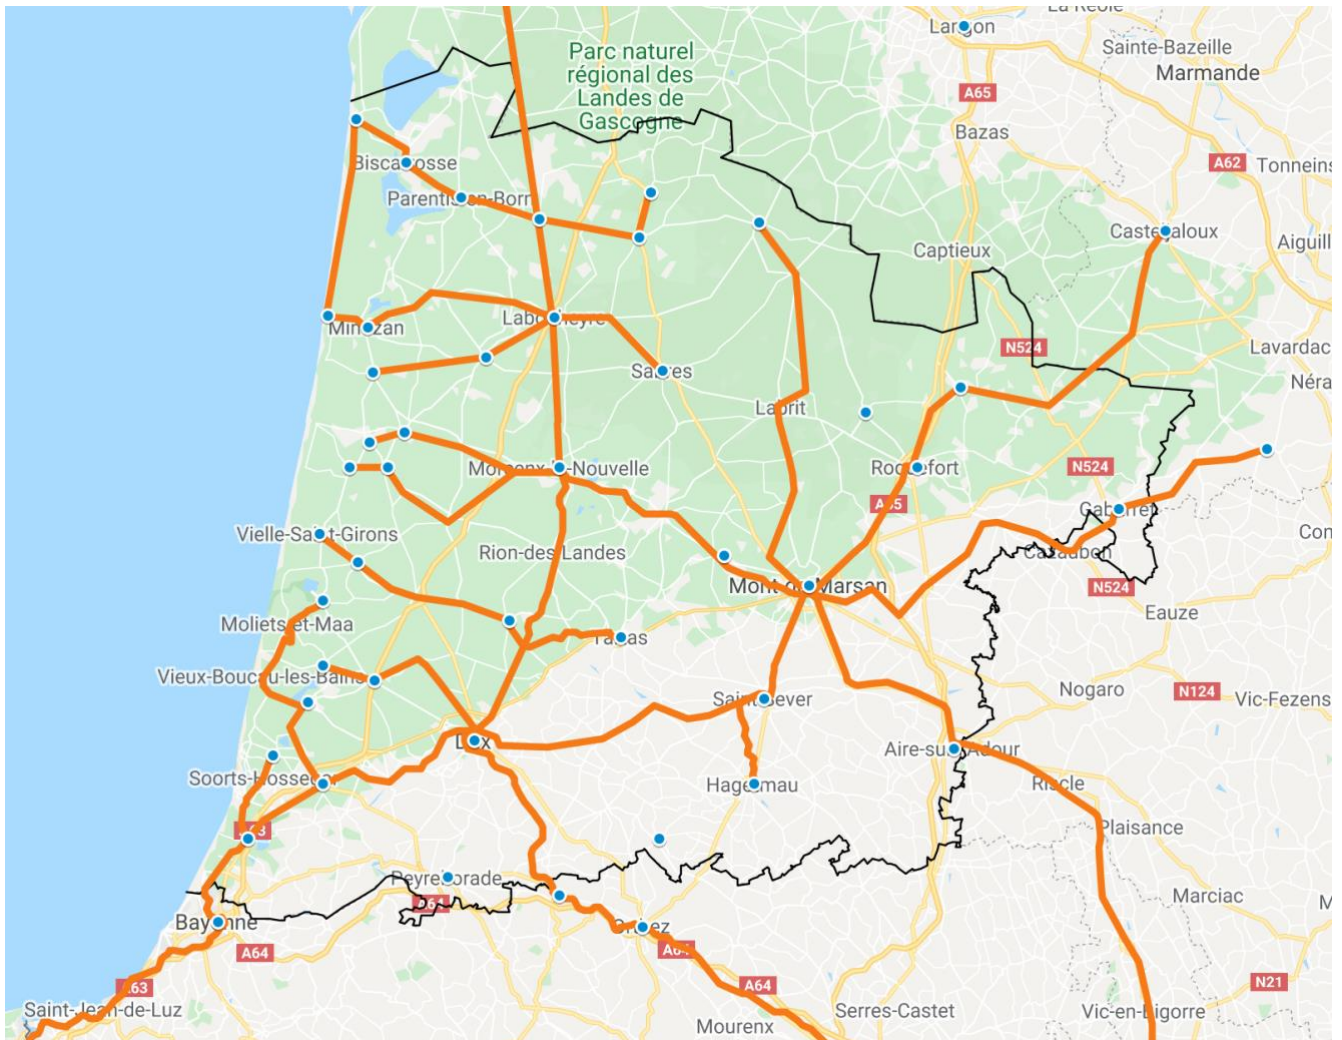 La Réole
Langon
Parc naturel
régional des
Landes de
Gascogne
Sainte-Bazeille
Marmande
A65
Bazas
A62
Tonneins
Biscarrosse
Parentis-en-Born
Captieux
Casteljaloux
Aiguill
Mimizan
Labouheyre
N524
Lavardac
Sabres
Néra
Labrit
Morcenx-la-Nouvelle
Roquefort
N524
A65
Gabarret
Vielle-Saint-Girons
Rion-des-Landes
Cazaubon
Con
Mont-de-Marsan
N524
Eauze
Moliets-et-Maa
Tartas
Vieux-Boucau-les-Bains
Saint-Sever
Nogaro
N124
Vic-Fezens
Dax
Aire-sur-l'Adour
Soorts-Hossegor
Hagetmau
Riscle
A63
Plaisance
Peyrehorade
D64
Marciac
M
Bayonne
Orthez
A64
A64
A63
A64
N21
Saint-Jean-de-Luz
Serres-Castet
Vic-en-Bigorre
Mourenx